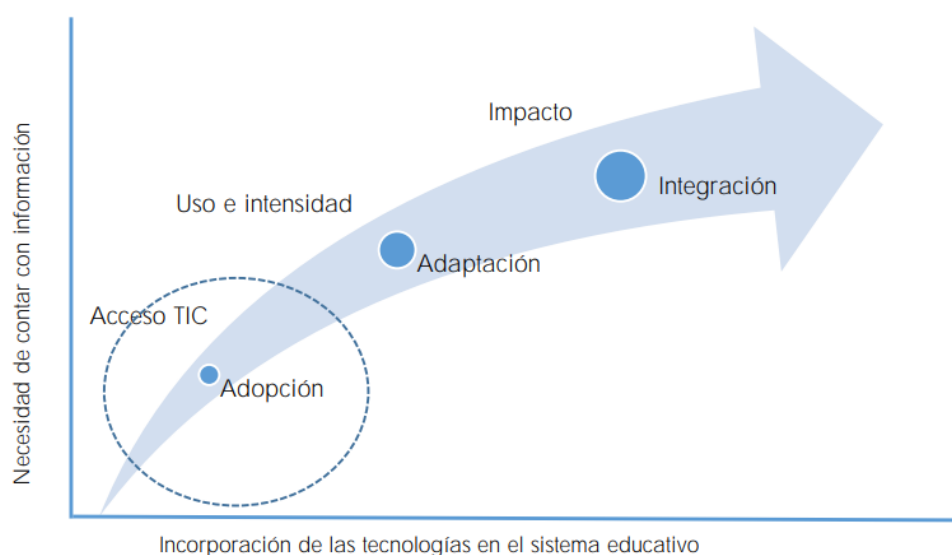 Impacto
Integración
Uso e intensidad
Adaptación
Acceso TIC
Adopción
Necesidad de contar con información
Incorporación de las tecnologías en el sistema educativo